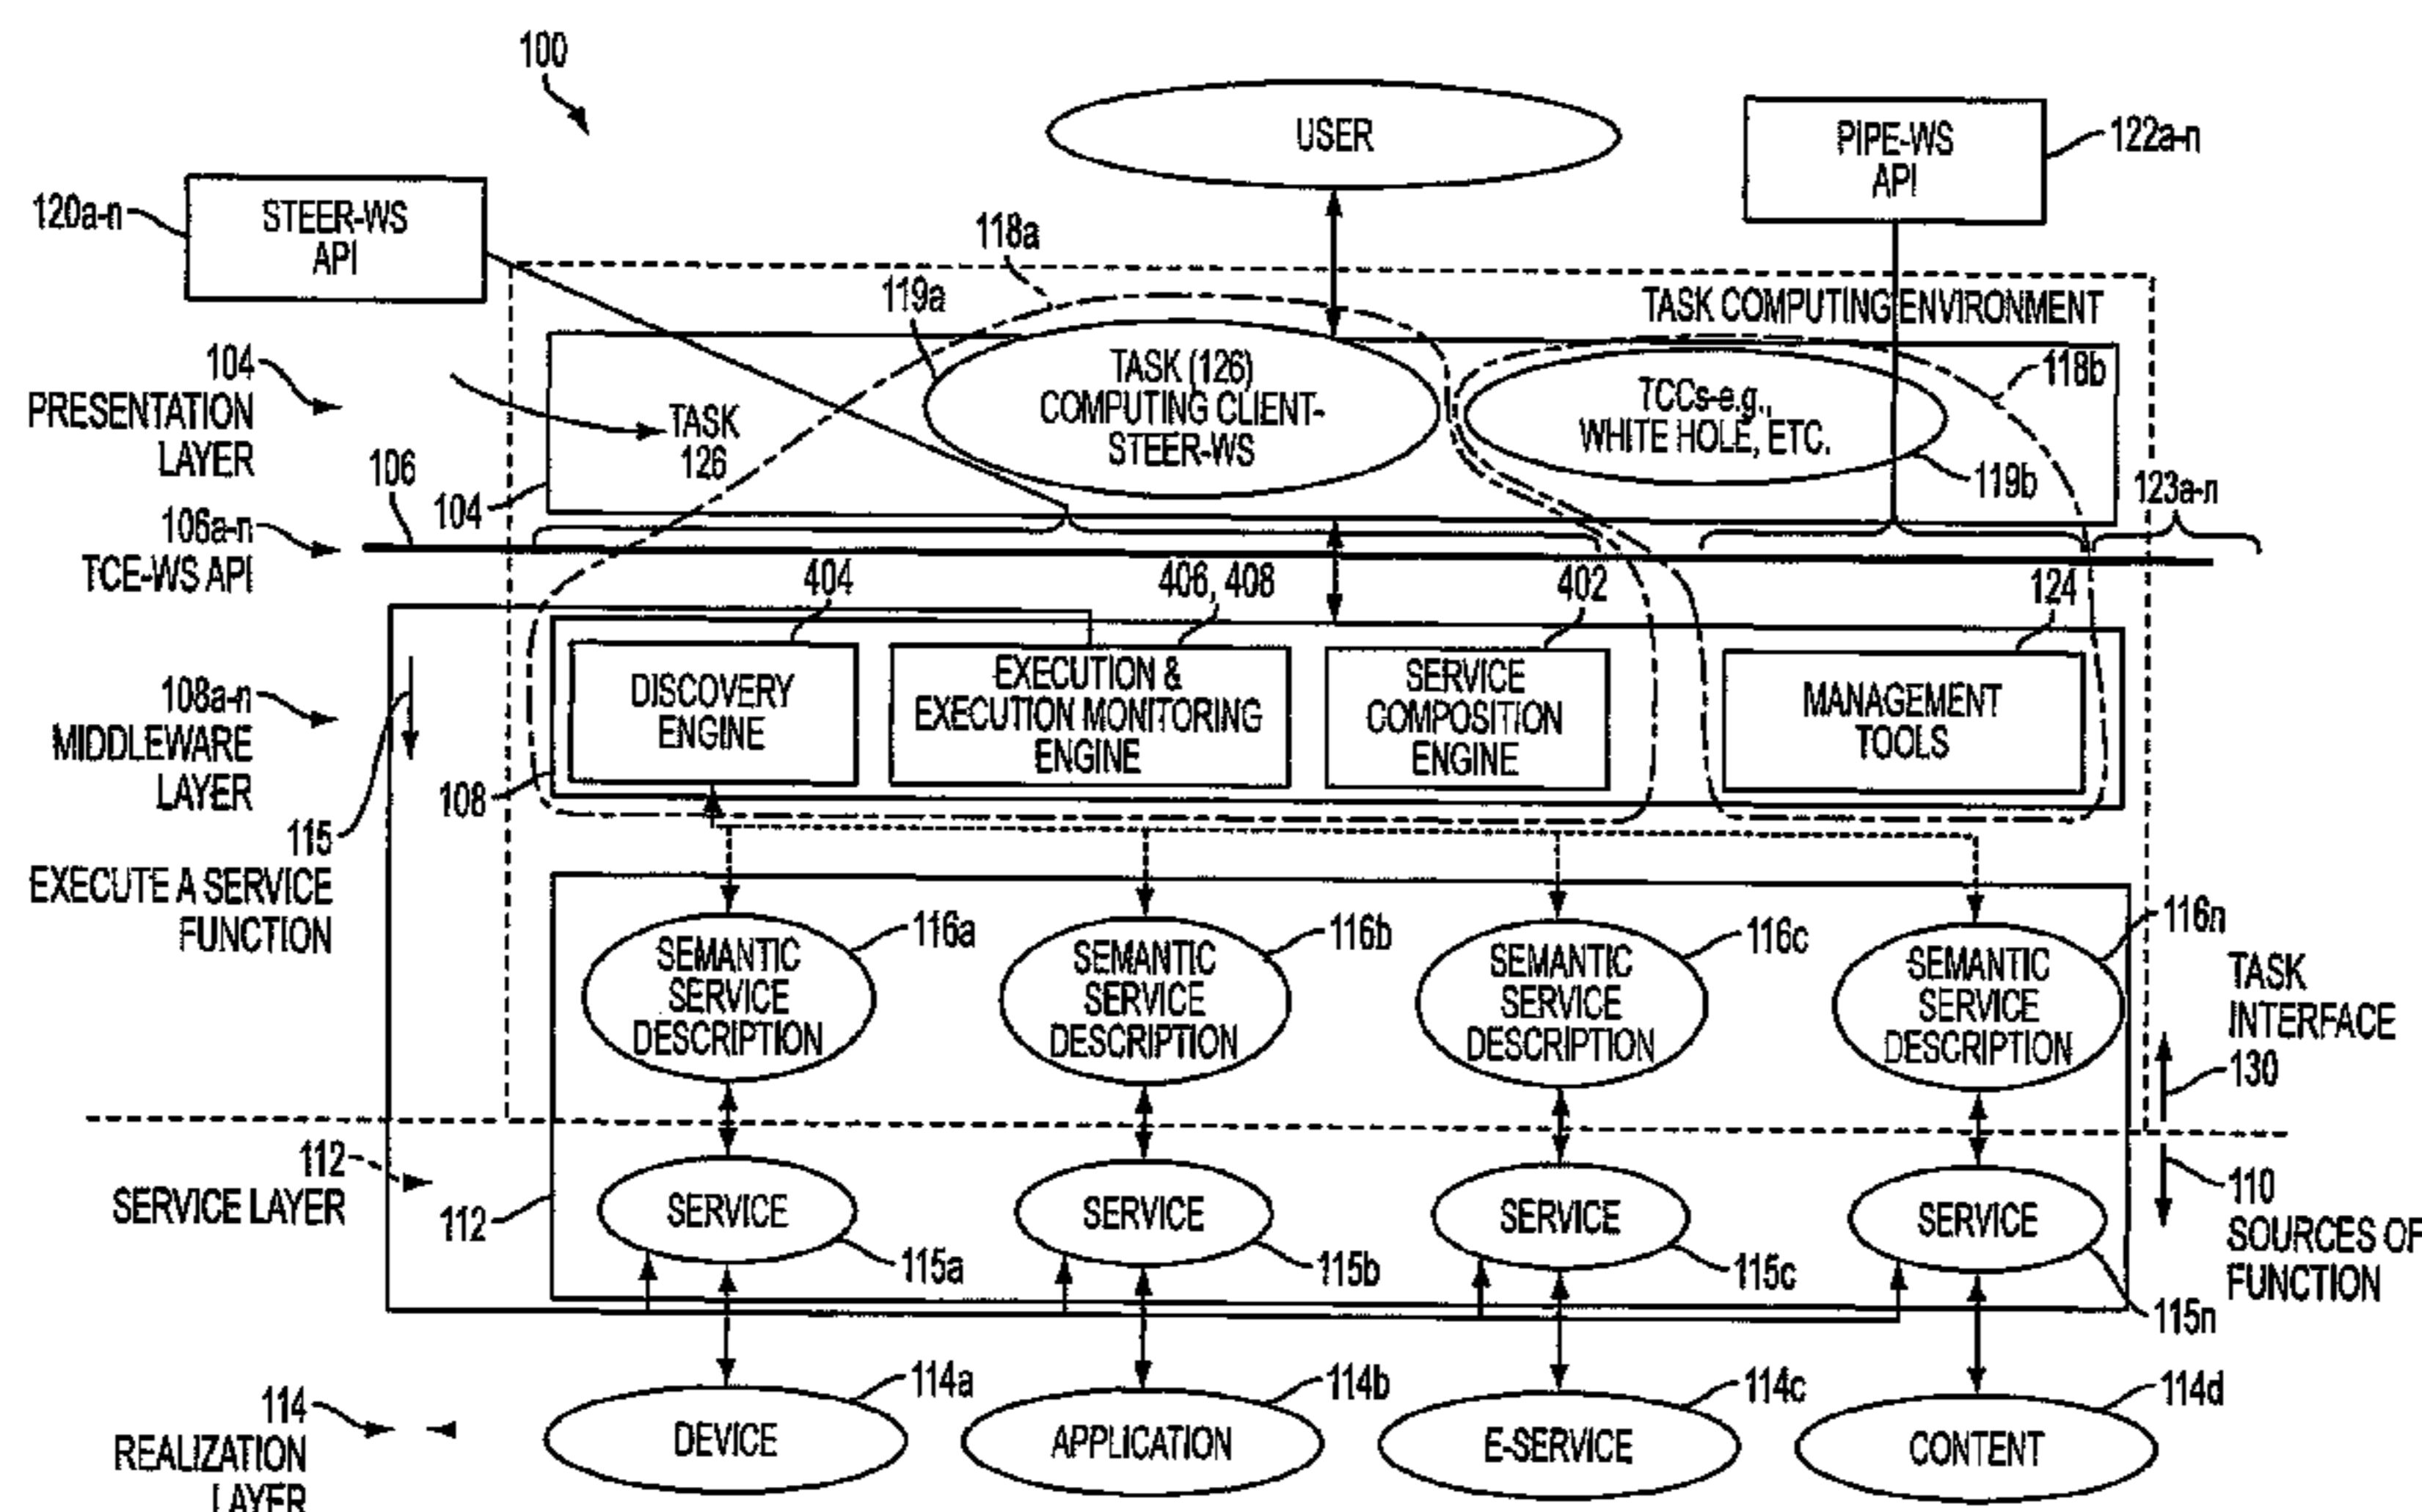 100
USER
PIPE-WS
API
122a-n
120a-n
STEER-WS
API
118a
119a
TASK COMPUTING ENVIRONMENT
104
PRESENTATION
LAYER
TASK
126
TASK (126)
COMPUTING CLIENT-
STEER-WS
TCCs-e.g.,
WHITE HOLE, ETC.
118b
119b
123a-n
104
106
106a-n
TCE-WS API
404
406, 408
402
124
108a-n
MIDDLEWARE
LAYER
DISCOVERY
ENGINE
EXECUTION &
EXECUTION MONITORING
ENGINE
SERVICE
COMPOSITION
ENGINE
MANAGEMENT
TOOLS
108
115
EXECUTE A SERVICE
FUNCTION
SEMANTIC
SERVICE
DESCRIPTION
116a
SEMANTIC
SERVICE
DESCRIPTION
116b
SEMANTIC
SERVICE
DESCRIPTION
116c
SEMANTIC
SERVICE
DESCRIPTION
116n
TASK
INTERFACE
130
112
SERVICE LAYER
112
SERVICE
115a
SERVICE
115b
SERVICE
115c
SERVICE
115n
110
SOURCES OF
FUNCTION
114
REALIZATION
LAYER
DEVICE
114a
APPLICATION
114b
E-SERVICE
114c
CONTENT
114d